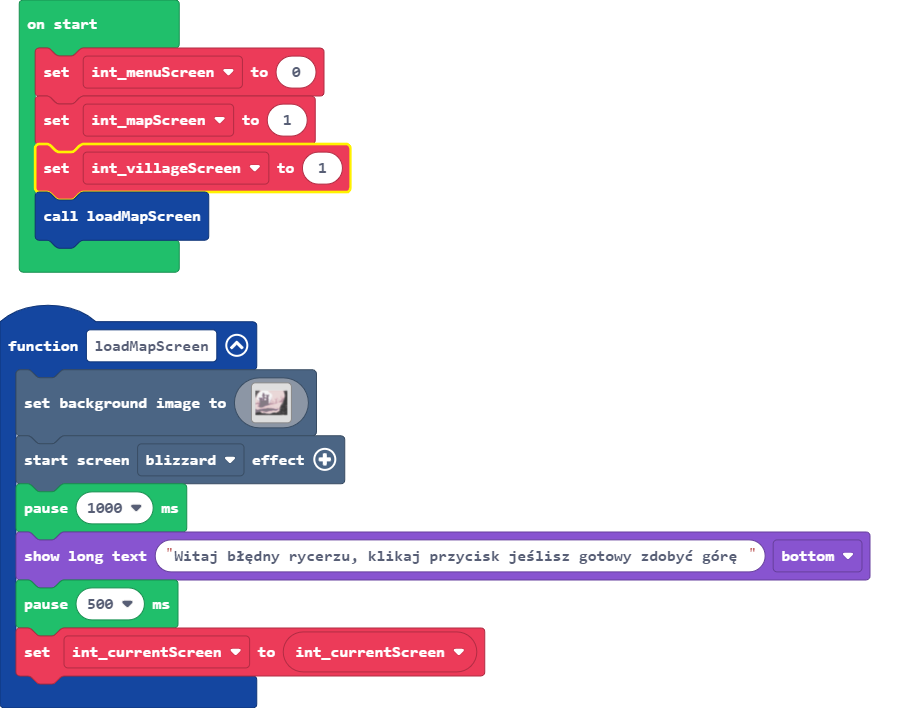 on start
set int_menuScreen to 0
set int_mapScreen to 1
set int_villageScreen to 1
call loadMapScreen
function loadMapScreen
set background image to
start screen blizzard effect
pause 1000 ms
show long text "Witaj błędny rycerzu, klikaj przycisk jeślisz gotowy zdobyć górę " bottom
pause 500 ms
set int_currentScreen to int_currentScreen